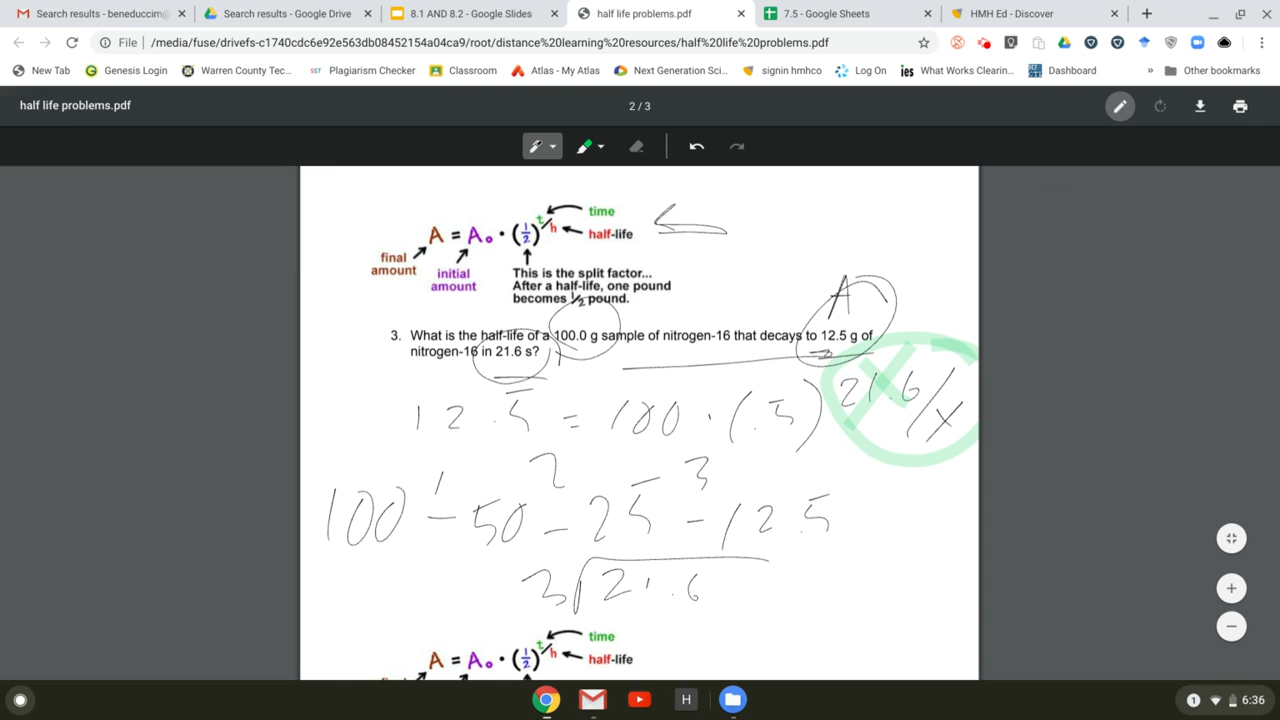 Search results - beneduccim@
Search results - Google Drive
8.1 AND 8.2 - Google Slides
half life problems.pdf
7.5 - Google Sheets
HMH Ed - Discover
File
/media/fuse/drivefs-c1740cdc6e92e563db08452154a04ca9/root/distance%20learning%20resources/half%20life%20problems.pdf
New Tab
Genesis Login
Warren County Tec...
SST Plagiarism Checker
Classroom
Atlas - My Atlas
Next Generation Sci...
signin hmhco
Log On
ies What Works Clearin...
Dashboard
»
Other bookmarks
half life problems.pdf
2 / 3
time
A = Ao • (1/2) t/h
half-life
final amount
initial amount
This is the split factor...
After a half-life, one pound
becomes 1/2 pound.
A
3. What is the half-life of a 100.0 g sample of nitrogen-16 that decays to 12.5 g of
nitrogen-16 in 21.6 s?
12.5 = 100 · (.5) 21.6/x
1 2 3
100 - 50 - 25 - 12.5
3√21.6
time
A = Ao • (1/2) t/h
half-life
H
1
6:36